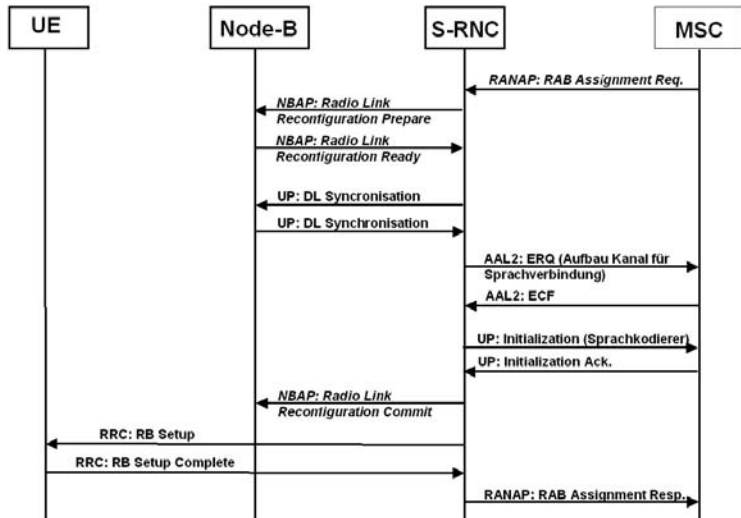 UE
Node-B
S-RNC
MSC
RANAP: RAB Assignment Req.
NBAP: Radio Link
Reconfiguration Prepare
NBAP: Radio Link
Reconfiguration Ready
UP: DL Syncronisation
UP: DL Synchronisation
AAL2: ERQ (Aufbau Kanal für
Sprachverbindung)
AAL2: ECF
UP: Initialization (Sprachkodierer)
UP: Initialization Ack.
NBAP: Radio Link
Reconfiguration Commit
RRC: RB Setup
RRC: RB Setup Complete
RANAP: RAB Assignment Resp.